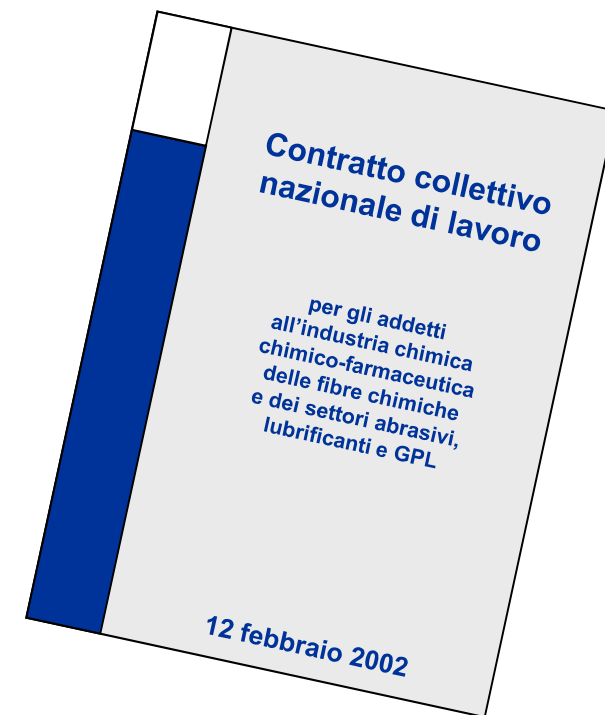 Contratto collettivo
nazionale di lavoro
per gli addetti
all’industria chimica
chimico-farmaceutica
delle fibre chimiche
e dei settori abrasivi,
lubrificanti e GPL
12 febbraio 2002